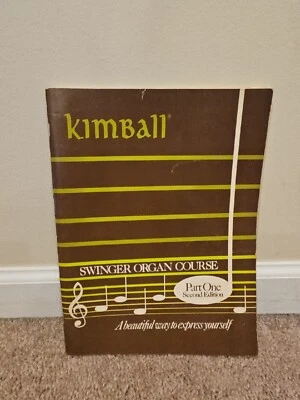 KIMBALL®
SWINGER ORGAN COURSE
Part One
Second Edition
A beautiful way to express yourself